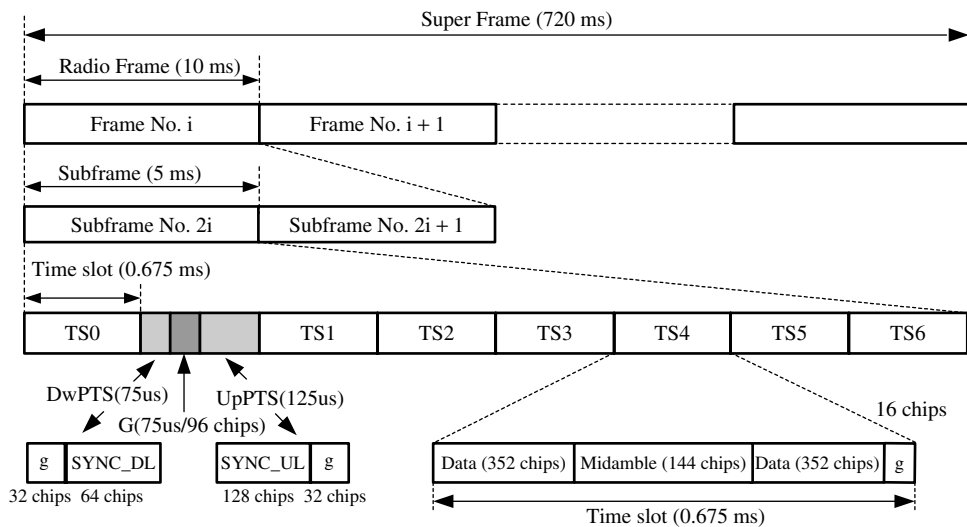 Super Frame (720 ms)
Radio Frame (10 ms)
Frame No. i
Frame No. i + 1
Subframe (5 ms)
Subframe No. 2i
Subframe No. 2i + 1
Time slot (0.675 ms)
TS0
TS1
TS2
TS3
TS4
TS5
TS6
DwPTS(75us)
UpPTS(125us)
G(75us/96 chips)
16 chips
g
SYNC_DL
SYNC_UL
g
Data (352 chips)
Midamble (144 chips)
Data (352 chips)
g
32 chips
64 chips
128 chips
32 chips
Time slot (0.675 ms)